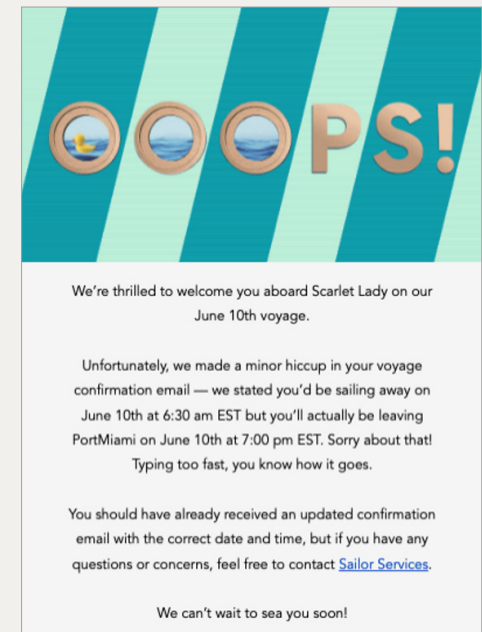 OOOPS!
We're thrilled to welcome you aboard Scarlet Lady on our
June 10th voyage.
Unfortunately, we made a minor hiccup in your voyage
confirmation email — we stated you'd be sailing away on
June 10th at 6:30 am EST but you'll actually be leaving
PortMiami on June 10th at 7:00 pm EST. Sorry about that!
Typing too fast, you know how it goes.
You should have already received an updated confirmation
email with the correct date and time, but if you have any
questions or concerns, feel free to contact Sailor Services.
We can't wait to sea you soon!